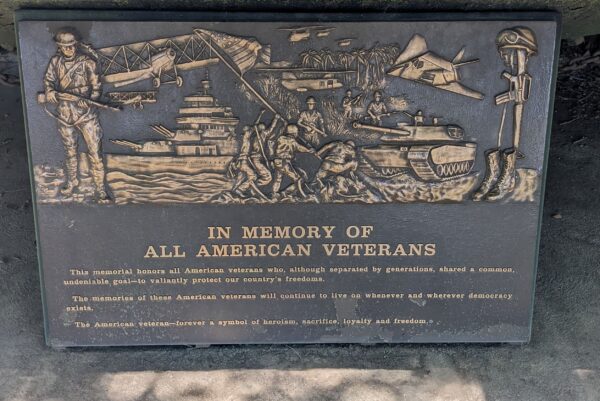 IN MEMORY OF
ALL AMERICAN VETERANS
This memorial honors all American veterans who, although separated by generations, shared a common,
undeniable goal—to valiantly protect our country's freedoms.
The memories of these American veterans will continue to live on whenever and wherever democracy
exists.
The American veteran—forever a symbol of heroism, sacrifice, loyalty and freedom.